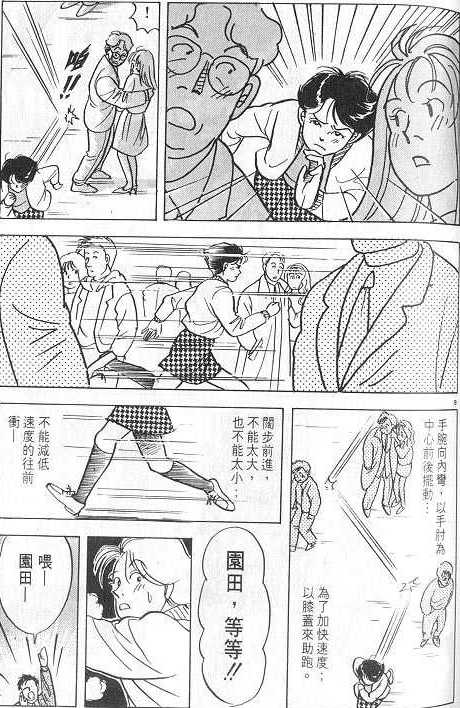 ！
啪!!
9
手腕向內彎，以手肘為
中心前後擺動…
為了加快速度…
以膝蓋來助跑。
闊步前進，
不能太大，
也不能太小…
不能減低
速度的往前
衝—
園田，等等!!
喂—
園田—